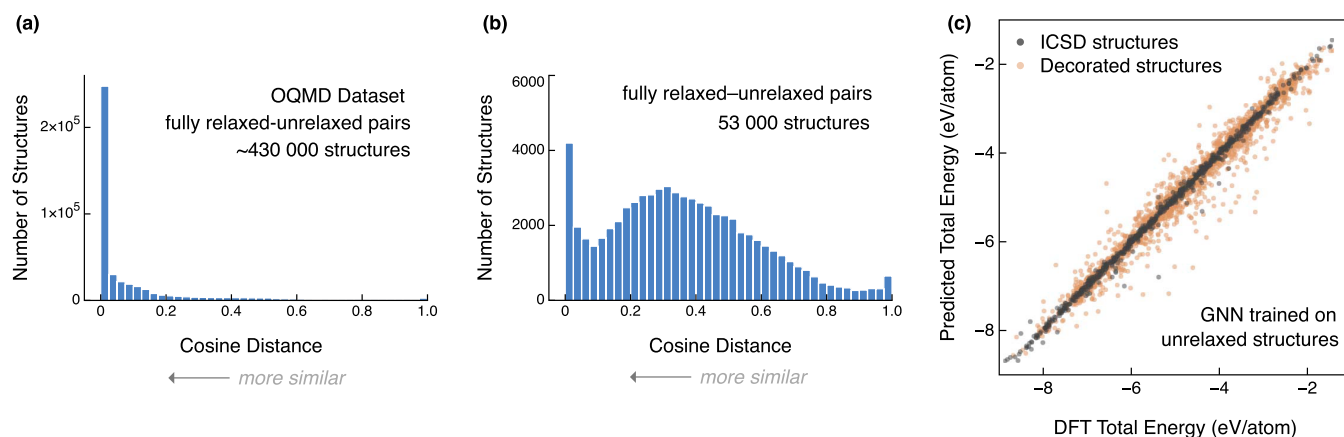 (a)
OQMD Dataset
fully relaxed-unrelaxed pairs
~430 000 structures
Number of Structures
2×10⁵
1×10⁵
0
0 0.2 0.4 0.6 0.8 1.0
Cosine Distance
more similar
(b)
fully relaxed–unrelaxed pairs
53 000 structures
Number of Structures
6000
4000
2000
0
0 0.2 0.4 0.6 0.8 1.0
Cosine Distance
more similar
(c)
ICSD structures
Decorated structures
Predicted Total Energy (eV/atom)
−2
−4
−6
−8
GNN trained on
unrelaxed structures
−8 −6 −4 −2
DFT Total Energy (eV/atom)